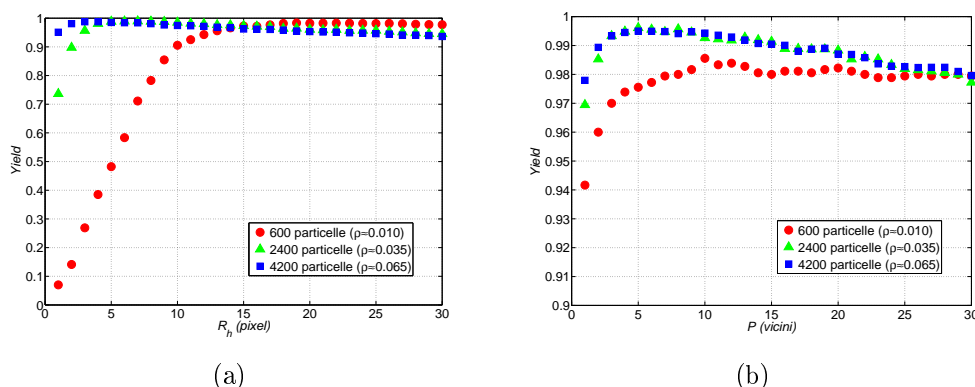 1
0.9
0.8
0.7
0.6
0.5
0.4
0.3
0.2
0.1
0
Yield
0 5 10 15 20 25 30
R_h (pixel)
600 particelle (ρ≈0.010)
2400 particelle (ρ≈0.035)
4200 particelle (ρ≈0.065)
(a)
1
0.99
0.98
0.97
0.96
0.95
0.94
0.93
0.92
0.91
0.9
Yield
0 5 10 15 20 25 30
P (vicini)
600 particelle (ρ≈0.010)
2400 particelle (ρ≈0.035)
4200 particelle (ρ≈0.065)
(b)